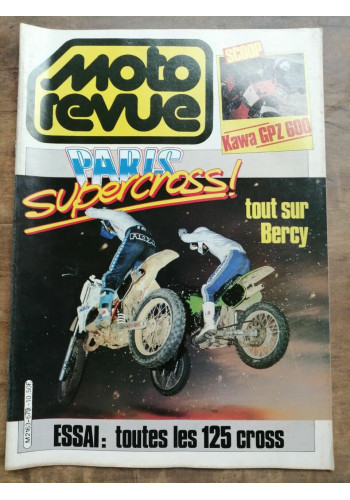 moto
revue
SCOOP
Kawa GPZ 600
PARIS
supercross!
tout sur
Bercy
ESSAI: toutes les 125 cross